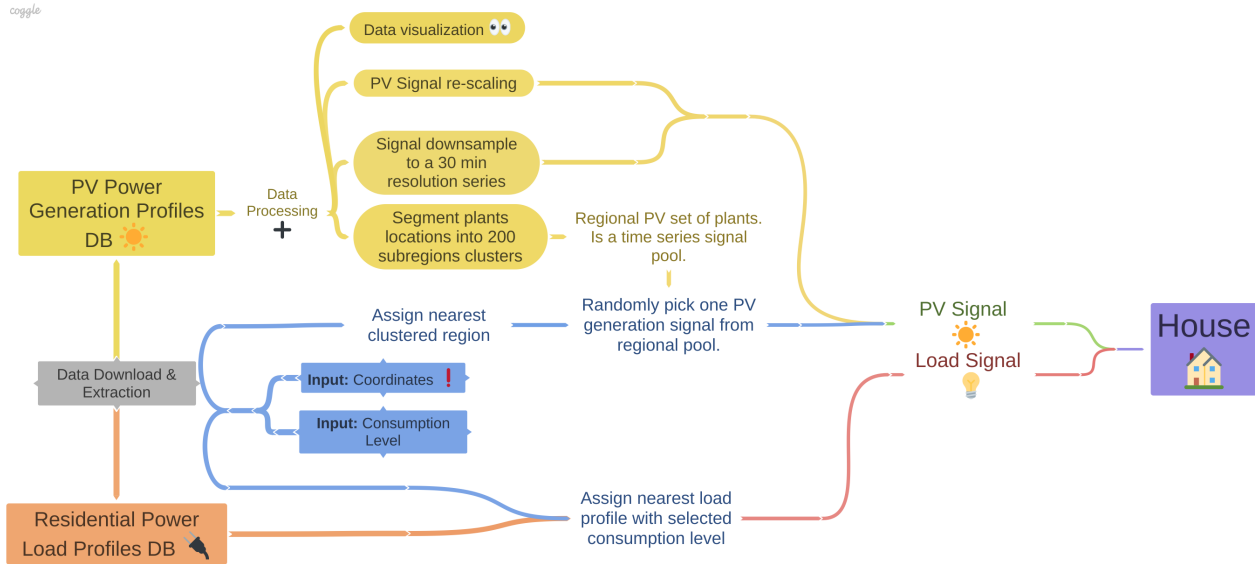 coggle
Data visualization
PV Signal re-scaling
Signal downsample
to a 30 min
resolution series
PV Power
Generation Profiles
DB
Data
Processing
Segment plants
locations into 200
subregions clusters
Regional PV set of plants.
Is a time series signal
pool.
Assign nearest
clustered region
Randomly pick one PV
generation signal from
regional pool.
PV Signal
Load Signal
House
Data Download &
Extraction
Input: Coordinates
Input: Consumption
Level
Residential Power
Load Profiles DB
Assign nearest load
profile with selected
consumption level